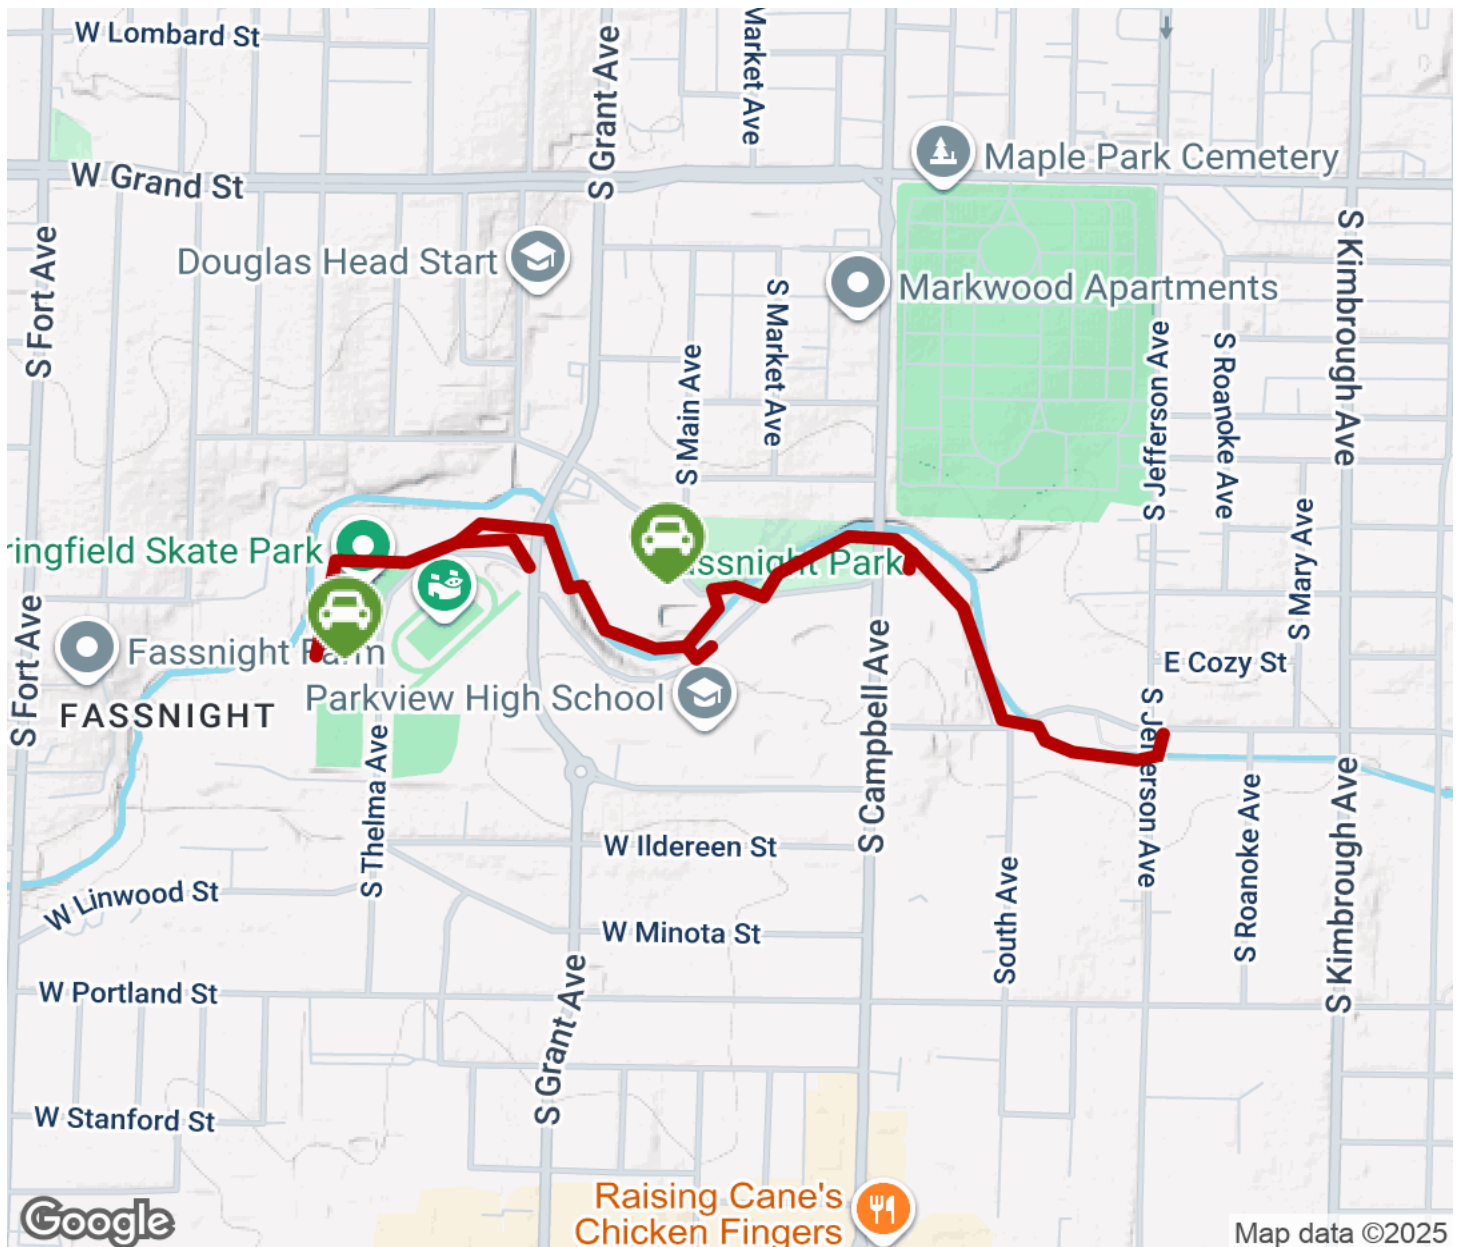 W Lombard St
S Grant Ave
Market Ave
W Grand St
Maple Park Cemetery
S Fort Ave
Douglas Head Start
S Kimbrough Ave
Markwood Apartments
S Market Ave
S Main Ave
S Jefferson Ave
S Roanoke Ave
ringfield Skate Park
assnight Park
S Mary Ave
S Fort Ave
Fassnight Farm
E Cozy St
Parkview High School
FASSNIGHT
S Campbell Ave
S Jefferson Ave
S Thelma Ave
S Roanoke Ave
S Kimbrough Ave
W Ildereen St
W Linwood St
South Ave
W Minota St
W Portland St
S Grant Ave
W Stanford St
Raising Cane's
Chicken Fingers
Google
Map data ©2025